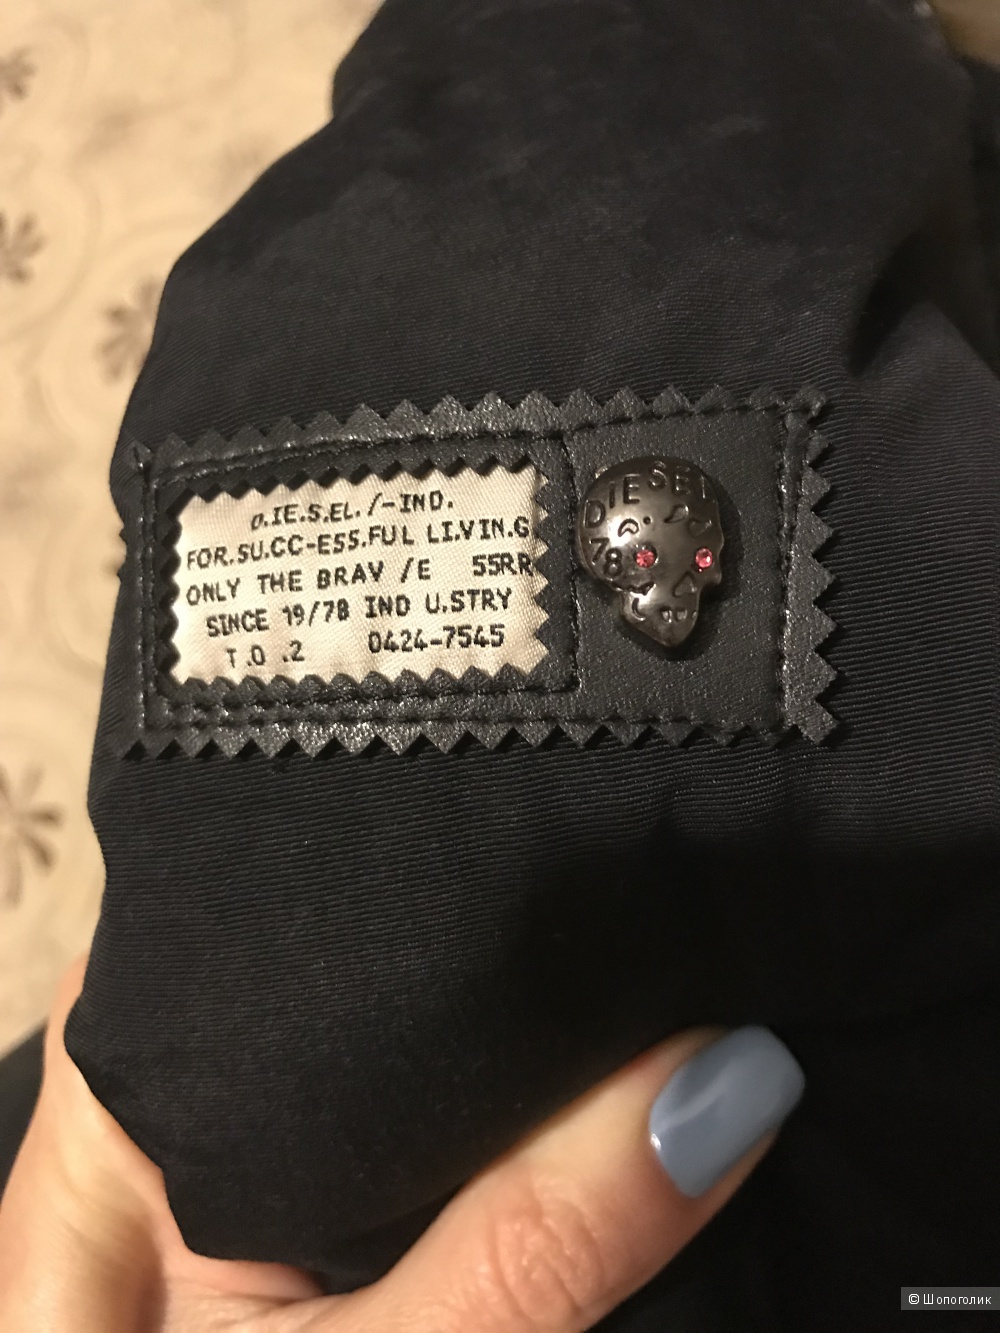 D.IE.S.EL. /-IND.
FOR.SU.CC-ESS.FUL LI.VIN.G
ONLY THE BRAV /E 55RR
SINCE 19/78 IND U.STRY
T.O .2 0424-7545
DIESEL
78
© Шопоголик